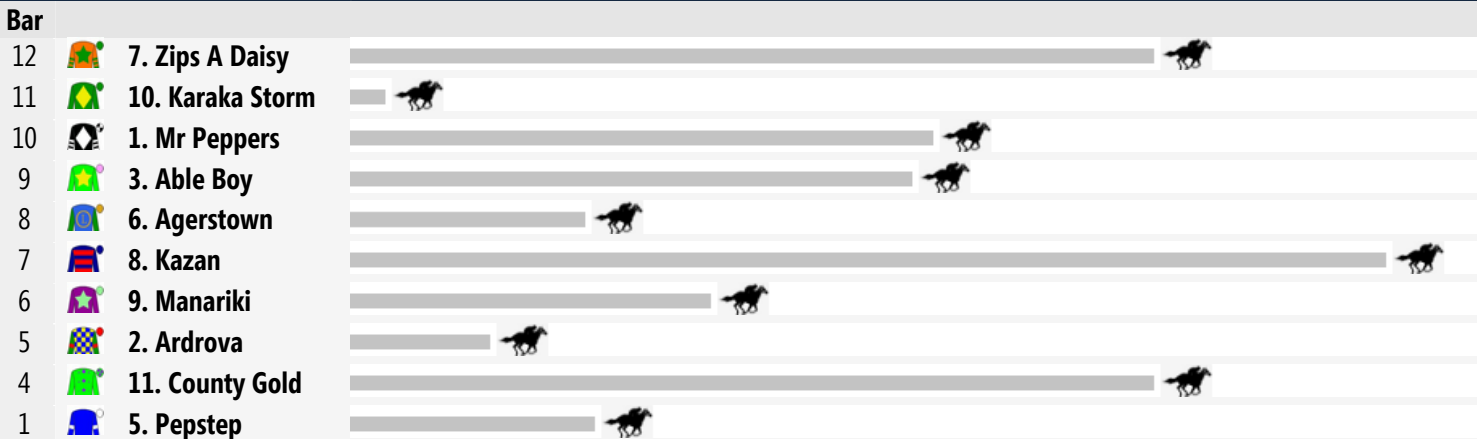 Bar
12 7. Zips A Daisy
11 10. Karaka Storm
10 1. Mr Peppers
9 3. Able Boy
8 6. Agerstown
7 8. Kazan
6 9. Manariki
5 2. Ardrova
4 11. County Gold
1 5. Pepstep